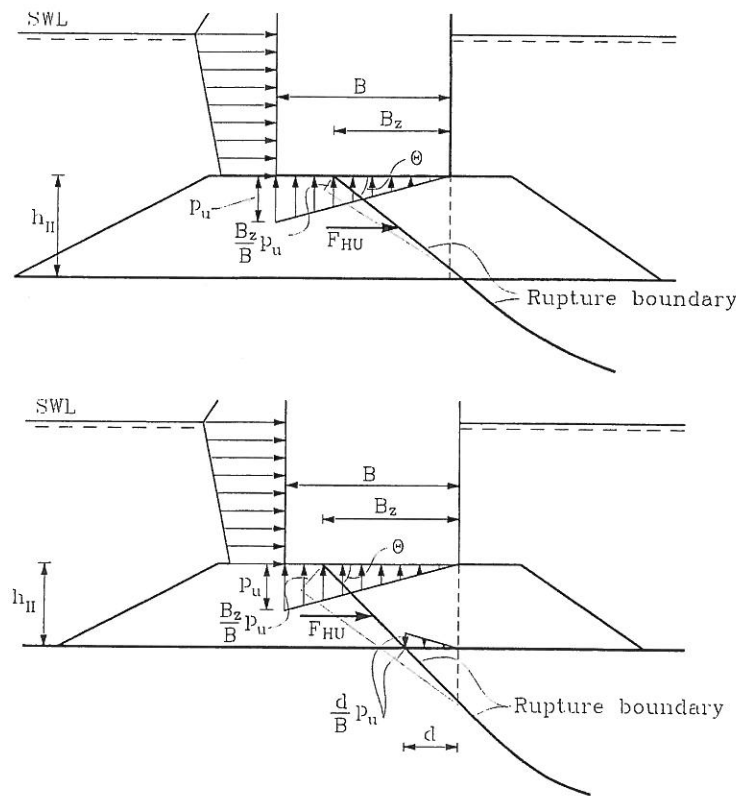 SWL
B
B_z
Θ
h_II
p_u
B_z/B p_u
F_HU
Rupture boundary
SWL
B
B_z
Θ
h_II
p_u
B_z/B p_u
F_HU
d/B p_u
Rupture boundary
d